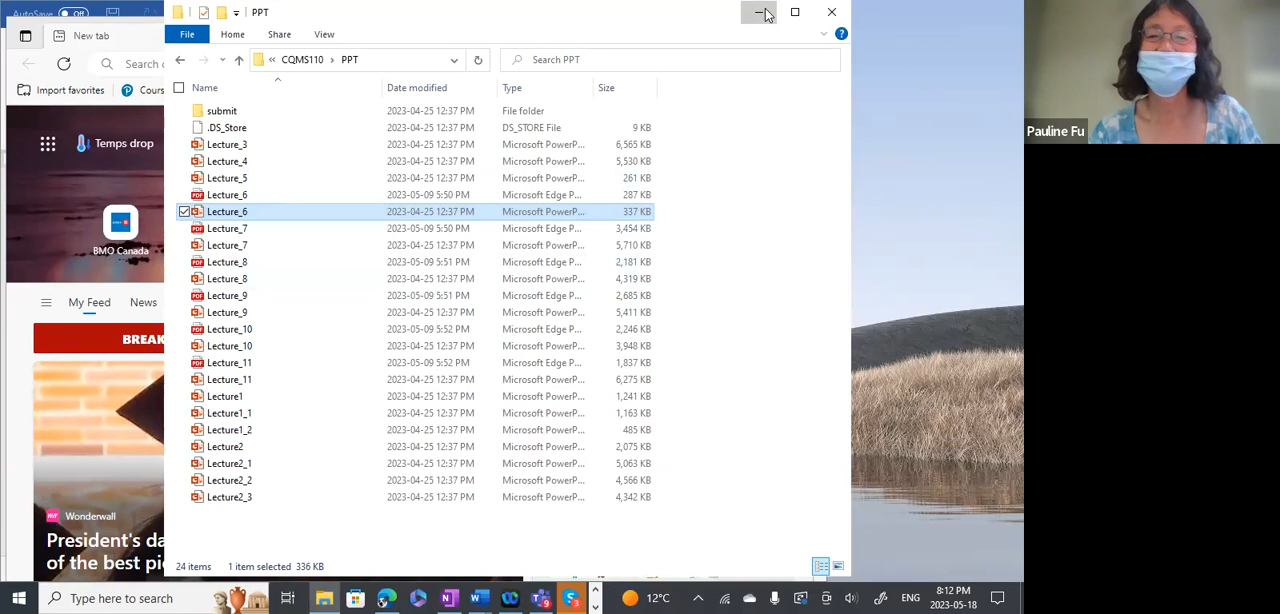 AutoSave Off
PPT
New tab
File Home Share View
Search
« CQMS110 › PPT
Search PPT
Import favorites
Cours
Name Date modified Type Size
submit 2023-04-25 12:37 PM File folder
.DS_Store 2023-04-25 12:37 PM DS_STORE File 9 KB
Lecture_3 2023-04-25 12:37 PM Microsoft PowerP... 6,565 KB
Lecture_4 2023-04-25 12:37 PM Microsoft PowerP... 5,530 KB
Lecture_5 2023-04-25 12:37 PM Microsoft PowerP... 261 KB
Lecture_6 2023-05-09 5:50 PM Microsoft Edge P... 287 KB
Lecture_6 2023-04-25 12:37 PM Microsoft PowerP... 337 KB
Lecture_7 2023-05-09 5:50 PM Microsoft Edge P... 3,454 KB
Lecture_7 2023-04-25 12:37 PM Microsoft PowerP... 5,710 KB
Lecture_8 2023-05-09 5:51 PM Microsoft Edge P... 2,181 KB
Lecture_8 2023-04-25 12:37 PM Microsoft PowerP... 4,319 KB
Lecture_9 2023-05-09 5:51 PM Microsoft Edge P... 2,685 KB
Lecture_9 2023-04-25 12:37 PM Microsoft PowerP... 5,411 KB
Lecture_10 2023-05-09 5:52 PM Microsoft Edge P... 2,246 KB
Lecture_10 2023-04-25 12:37 PM Microsoft PowerP... 3,948 KB
Lecture_11 2023-05-09 5:52 PM Microsoft Edge P... 1,837 KB
Lecture_11 2023-04-25 12:37 PM Microsoft PowerP... 6,275 KB
Lecture1 2023-04-25 12:37 PM Microsoft PowerP... 1,241 KB
Lecture1_1 2023-04-25 12:37 PM Microsoft PowerP... 1,163 KB
Lecture1_2 2023-04-25 12:37 PM Microsoft PowerP... 485 KB
Lecture2 2023-04-25 12:37 PM Microsoft PowerP... 2,075 KB
Lecture2_1 2023-04-25 12:37 PM Microsoft PowerP... 5,063 KB
Lecture2_2 2023-04-25 12:37 PM Microsoft PowerP... 4,566 KB
Lecture2_3 2023-04-25 12:37 PM Microsoft PowerP... 4,342 KB
24 items 1 item selected 336 KB
Temps drop
BMO Canada
My Feed News
BREAK
Wonderwall
President's da
of the best pi
Pauline Fu
Type here to search
12°C
ENG
8:12 PM
2023-05-18